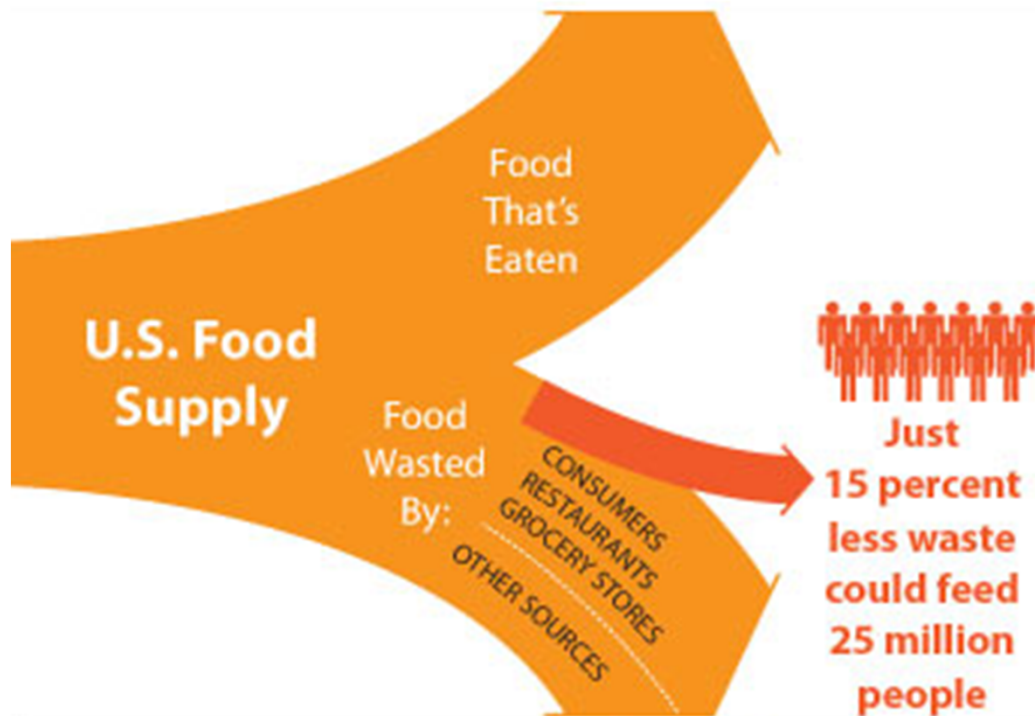 Food
That's
Eaten
U.S. Food
Supply
Food
Wasted
By:
CONSUMERS
RESTAURANTS
GROCERY STORES
OTHER SOURCES
Just
15 percent
less waste
could feed
25 million
people